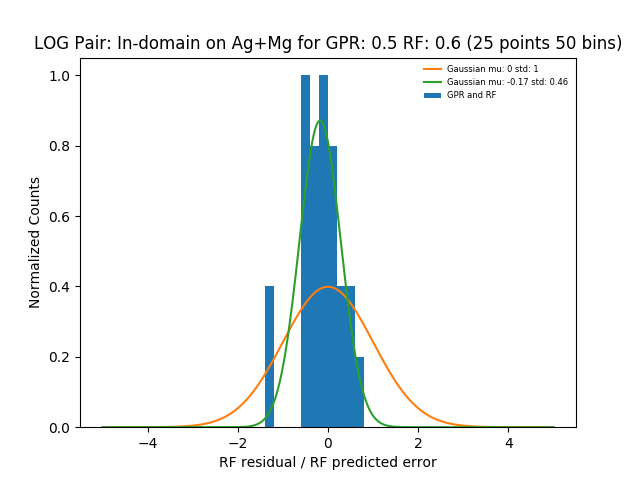 LOG Pair: In-domain on Ag+Mg for GPR: 0.5 RF: 0.6 (25 points 50 bins)
Gaussian mu: 0 std: 1
Gaussian mu: -0.17 std: 0.46
GPR and RF
Normalized Counts
1.0
0.8
0.6
0.4
0.2
0.0
−4
−2
0
2
4
RF residual / RF predicted error